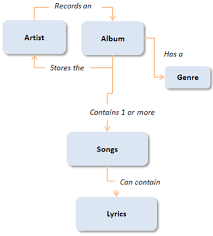 Records an
Artist
Album
Has a
Stores the
Genre
Contains 1 or more
Songs
Can contain
Lyrics